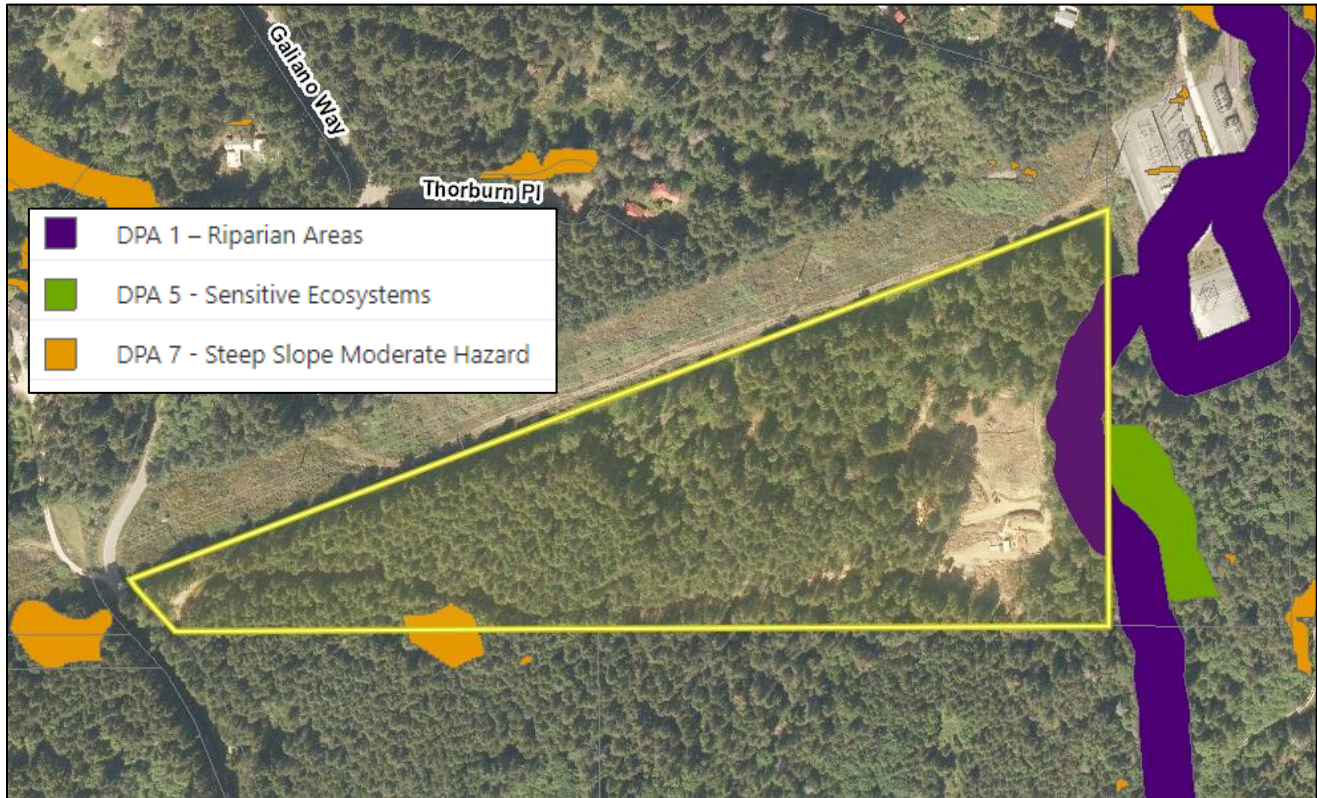 Galiano Way
Thorburn Pl
DPA 1 – Riparian Areas
DPA 5 - Sensitive Ecosystems
DPA 7 - Steep Slope Moderate Hazard